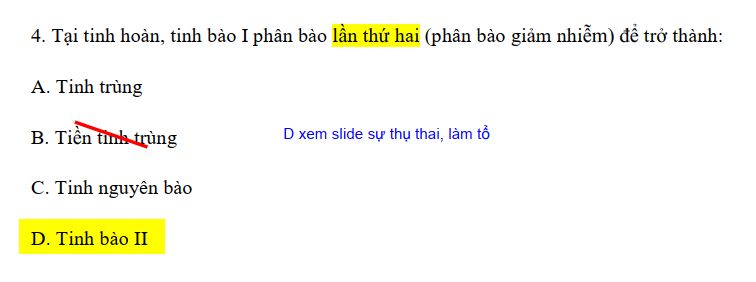 4. Tại tinh hoàn, tinh bào I phân bào lần thứ hai (phân bào giảm nhiễm) để trở thành:
A. Tinh trùng
B. Tiền tinh trùng
D xem slide sự thụ thai, làm tổ
C. Tinh nguyên bào
D. Tinh bào II